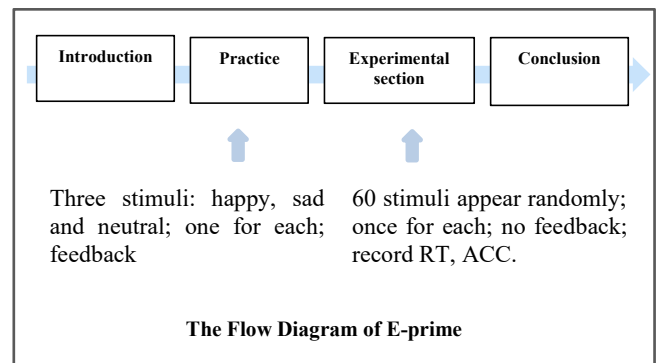 Introduction
Practice
Experimental
section
Conclusion
Three stimuli: happy, sad
and neutral; one for each;
feedback
60 stimuli appear randomly;
once for each; no feedback;
record RT, ACC.
The Flow Diagram of E-prime